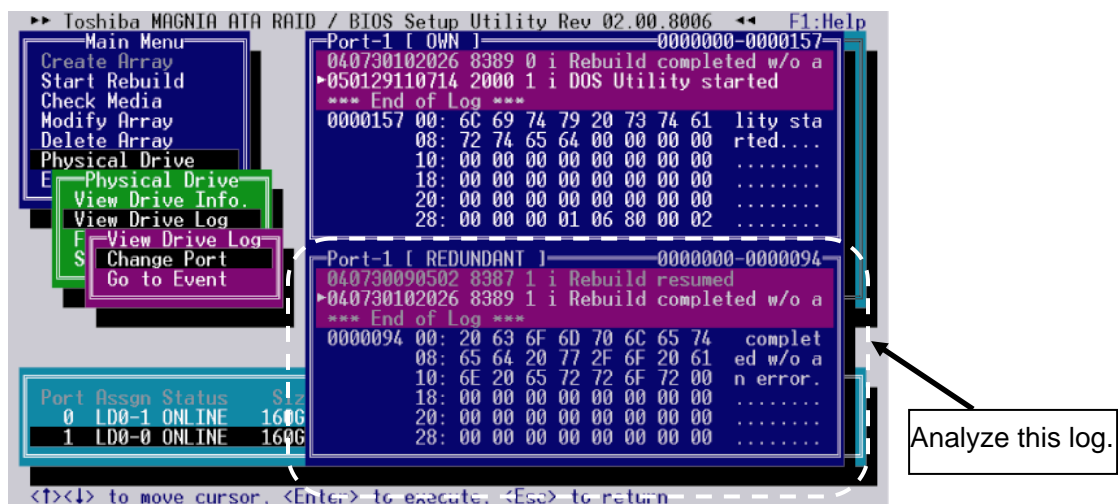 ►► Toshiba MAGNIA ATA RAID / BIOS Setup Utility Rev 02.00.8006 ◄◄ F1:Help
Main Menu
Create Array
Start Rebuild
Check Media
Modify Array
Delete Array
Physical Drive
E
Physical Drive
View Drive Info.
View Drive Log
F
S
View Drive Log
Change Port
Go to Event
Port-1 [ OWN ] 0000000-0000157
040730102026 8389 0 i Rebuild completed w/o a
►050129110714 2000 1 i DOS Utility started
*** End of Log ***
0000157 00: 6C 69 74 79 20 73 74 61 lity sta
08: 72 74 65 64 00 00 00 00 rted....
10: 00 00 00 00 00 00 00 00 ........
18: 00 00 00 00 00 00 00 00 ........
20: 00 00 00 00 00 00 00 00 ........
28: 00 00 00 01 06 80 00 02 ........
Port-1 [ REDUNDANT ] 0000000-0000094
040730090502 8387 1 i Rebuild resumed
►040730102026 8389 1 i Rebuild completed w/o a
*** End of Log ***
0000094 00: 20 63 6F 6D 70 6C 65 74 complet
08: 65 64 20 77 2F 6F 20 61 ed w/o a
10: 6E 20 65 72 72 6F 72 00 n error.
18: 00 00 00 00 00 00 00 00 ........
20: 00 00 00 00 00 00 00 00 ........
28: 00 00 00 00 00 00 00 00 ........
Port Assgn Status Siz
0 LD0-1 ONLINE 160G
1 LD0-0 ONLINE 160G
Analyze this log.
<↑><↓> to move cursor, <Enter> to execute, <Esc> to return